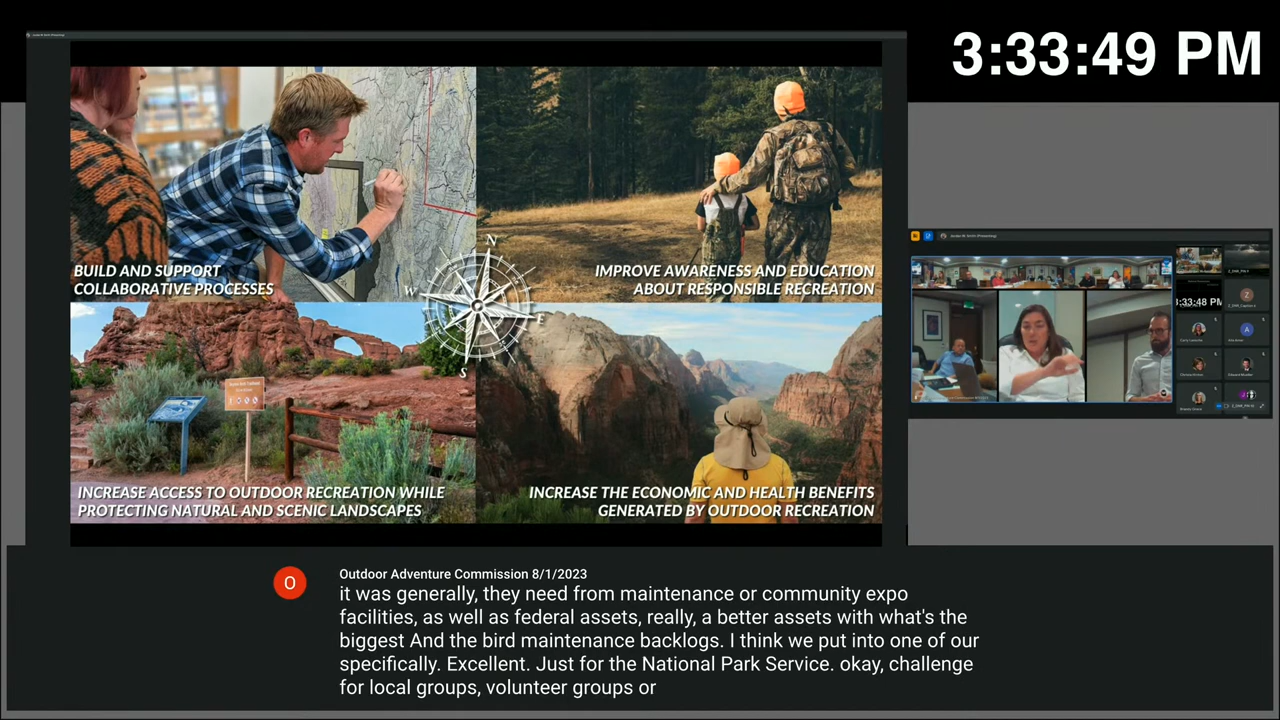 3:33:49 PM
BUILD AND SUPPORT
COLLABORATIVE PROCESSES
IMPROVE AWARENESS AND EDUCATION
ABOUT RESPONSIBLE RECREATION
N
W
E
S
INCREASE ACCESS TO OUTDOOR RECREATION WHILE
PROTECTING NATURAL AND SCENIC LANDSCAPES
INCREASE THE ECONOMIC AND HEALTH BENEFITS
GENERATED BY OUTDOOR RECREATION
3:33:48 PM
O
Outdoor Adventure Commission 8/1/2023
it was generally, they need from maintenance or community expo
facilities, as well as federal assets, really, a better assets with what's the
biggest And the bird maintenance backlogs. I think we put into one of our
specifically. Excellent. Just for the National Park Service. okay, challenge
for local groups, volunteer groups or